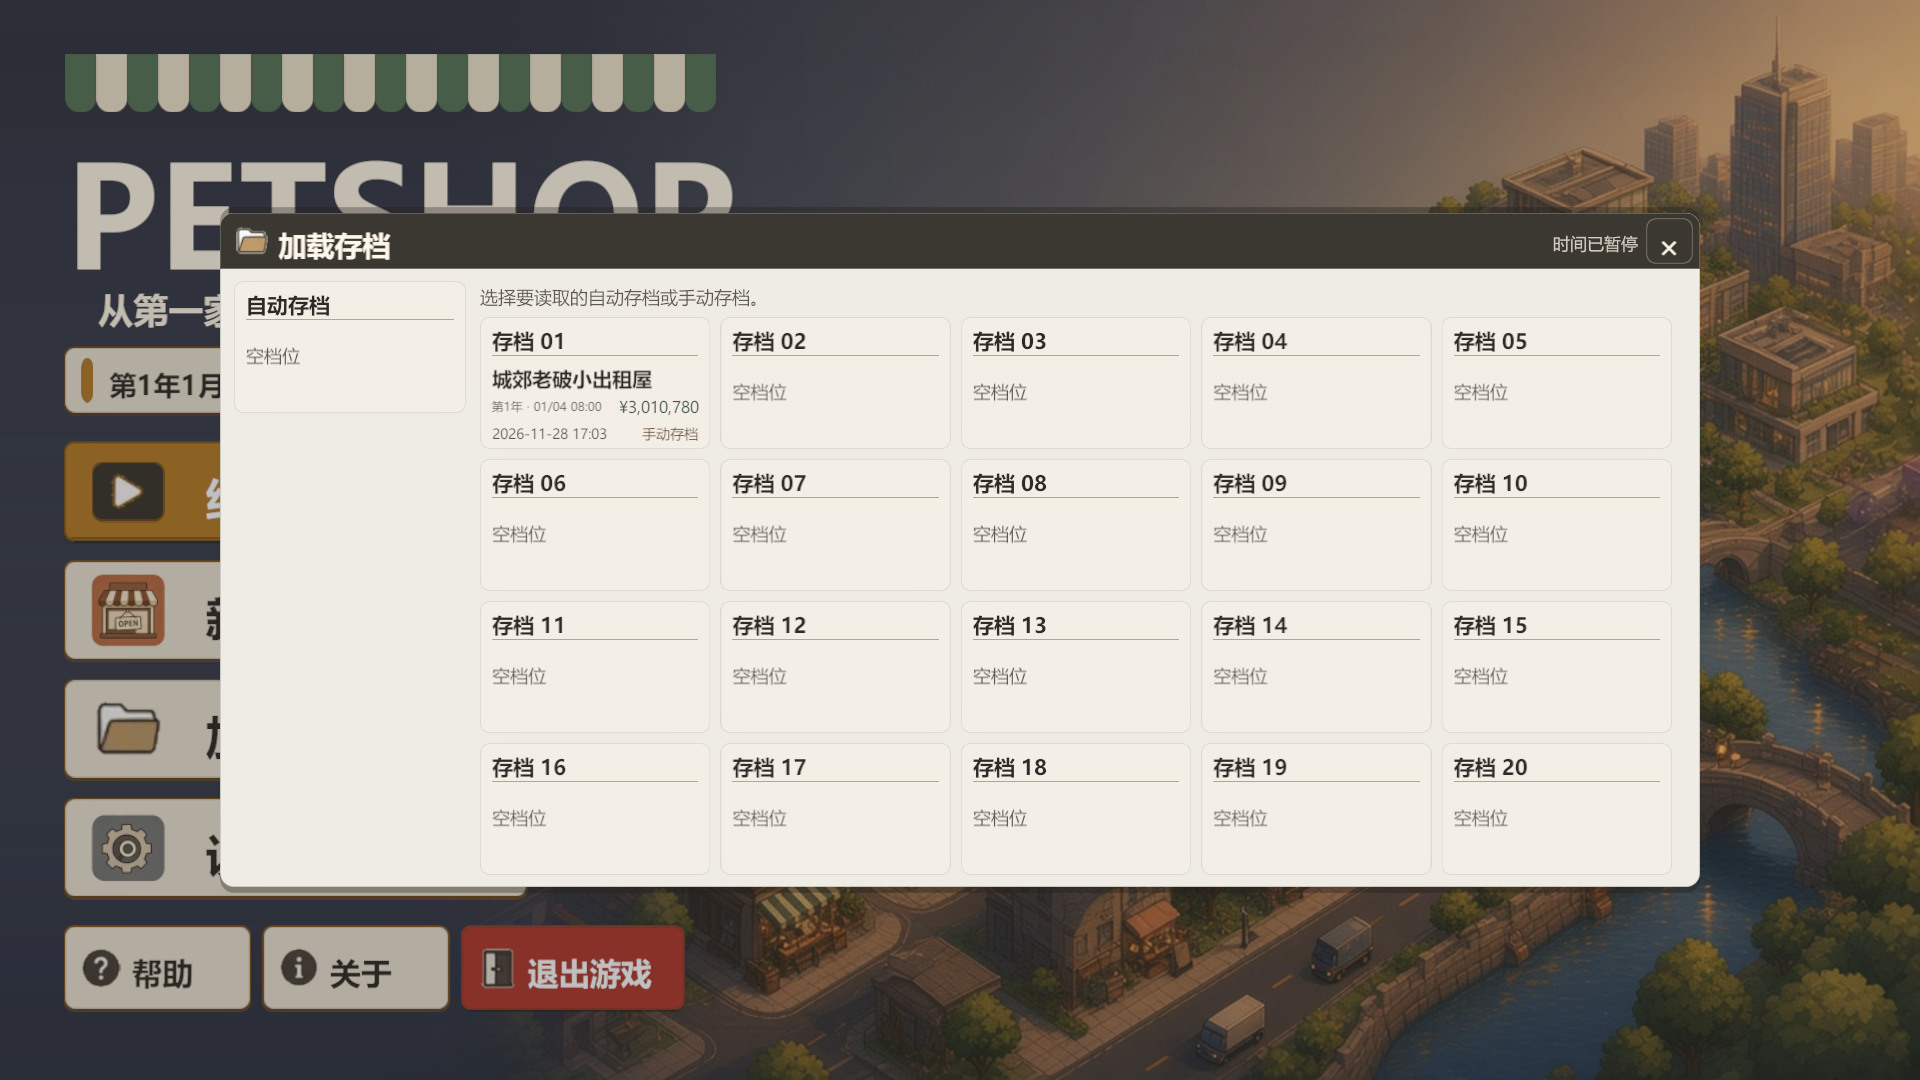 PETSHOP
加载存档
时间已暂停
从第一家
自动存档
空档位
选择要读取的自动存档或手动存档。
存档 01
城郊老破小出租屋
第1年 · 01/04 08:00 ¥3,010,780
2026-11-28 17:03 手动存档
存档 02
空档位
存档 03
空档位
存档 04
空档位
存档 05
空档位
第1年1月
存档 06
空档位
存档 07
空档位
存档 08
空档位
存档 09
空档位
存档 10
空档位
OPEN
存档 11
空档位
存档 12
空档位
存档 13
空档位
存档 14
空档位
存档 15
空档位
存档 16
空档位
存档 17
空档位
存档 18
空档位
存档 19
空档位
存档 20
空档位
帮助
关于
退出游戏